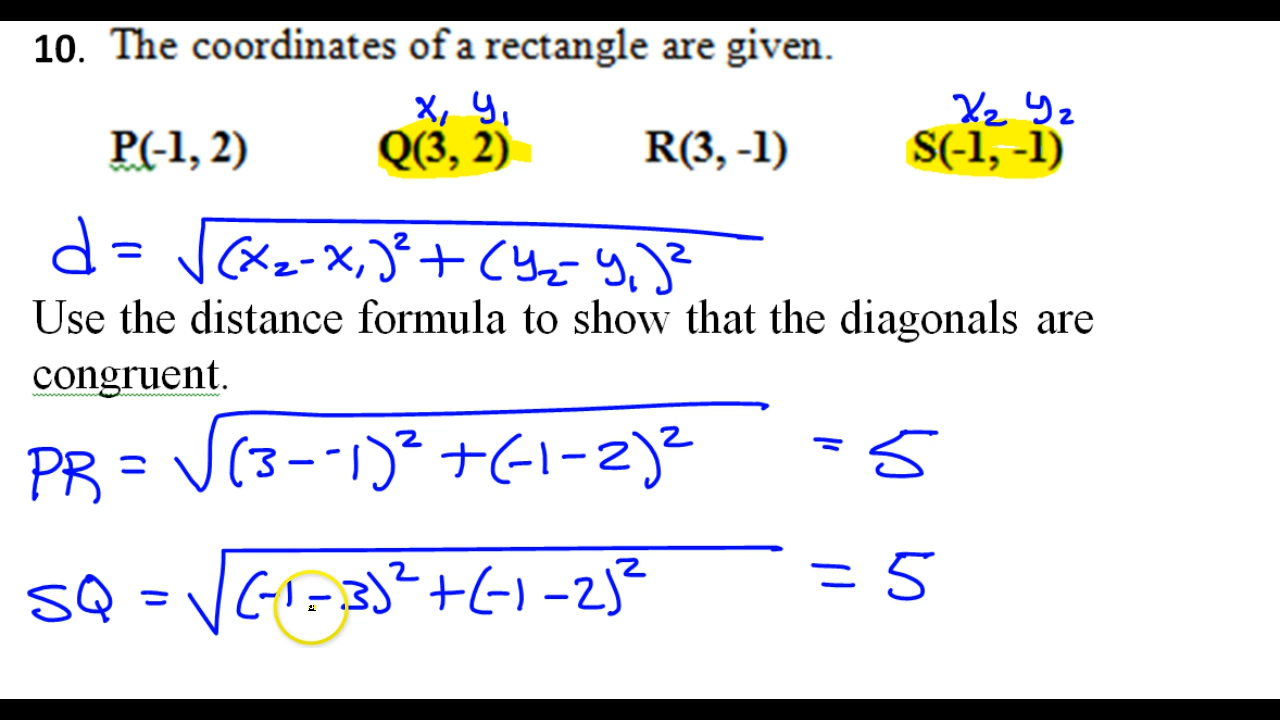 10. The coordinates of a rectangle are given.
x₁ y₁ x₂ y₂
P(-1, 2) Q(3, 2) R(3, -1) S(-1, -1)
d = √(x₂-x₁)² + (y₂-y₁)²
Use the distance formula to show that the diagonals are
congruent.
PR = √(3--1)² + (-1-2)² = 5
SQ = √(-1-3)² + (-1-2)² = 5